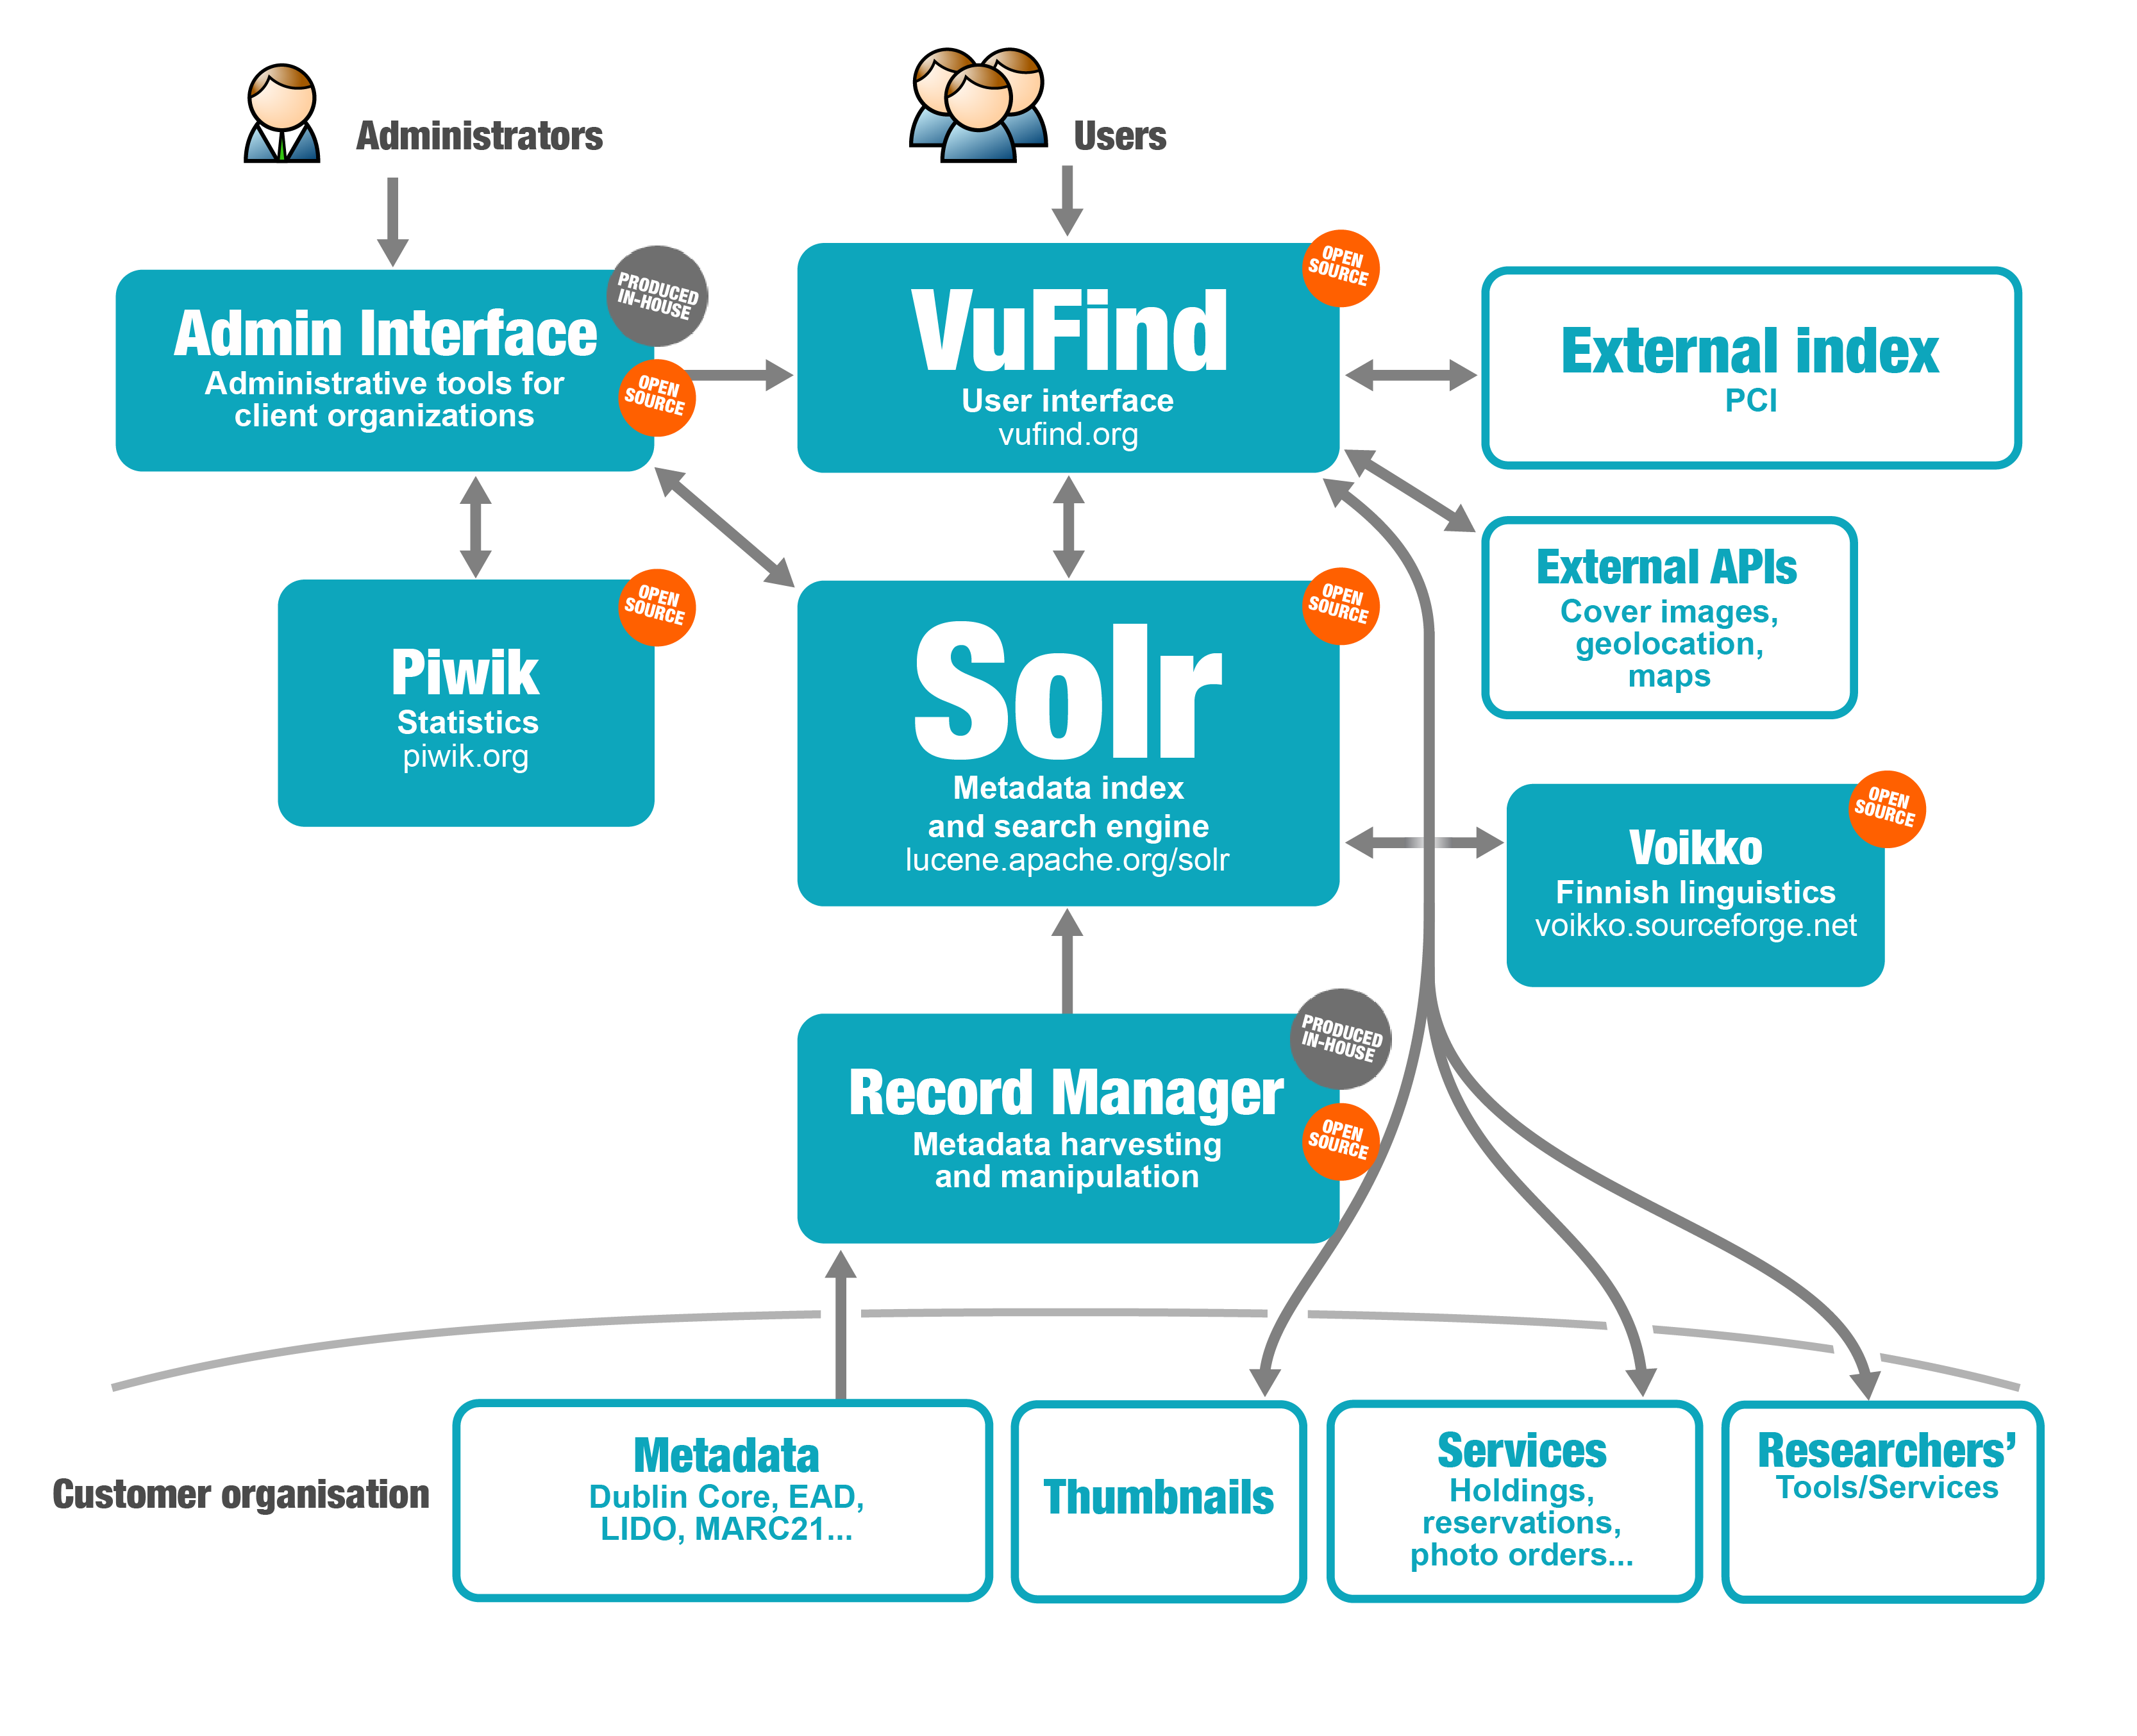 Administrators
Users
Admin Interface
Administrative tools for
client organizations
PRODUCED
IN-HOUSE
OPEN
SOURCE
VuFind
User interface
vufind.org
OPEN
SOURCE
External index
PCI
External APIs
Cover images,
geolocation,
maps
Piwik
Statistics
piwik.org
OPEN
SOURCE
Solr
Metadata index
and search engine
lucene.apache.org/solr
OPEN
SOURCE
Voikko
Finnish linguistics
voikko.sourceforge.net
OPEN
SOURCE
Record Manager
Metadata harvesting
and manipulation
PRODUCED
IN-HOUSE
OPEN
SOURCE
Customer organisation
Metadata
Dublin Core, EAD,
LIDO, MARC21...
Thumbnails
Services
Holdings,
reservations,
photo orders...
Researchers’
Tools/Services